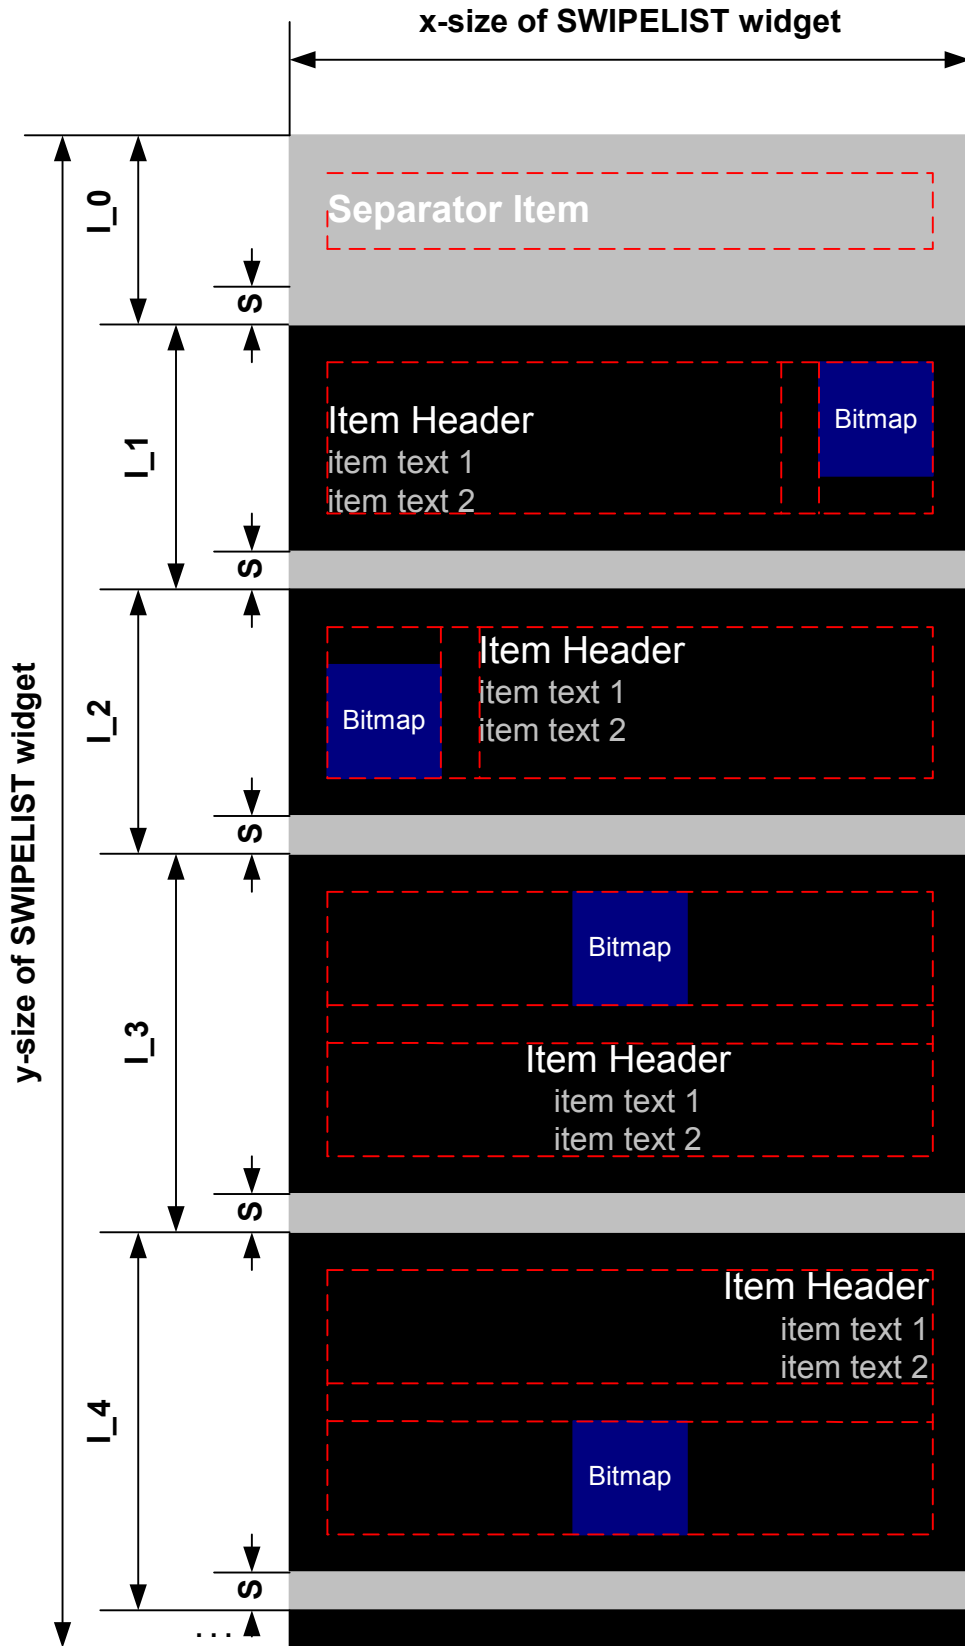 x-size of SWIPELIST widget
y-size of SWIPELIST widget
I_0
Separator Item
S
I_1
Item Header
item text 1
item text 2
Bitmap
S
I_2
Bitmap
Item Header
item text 1
item text 2
S
I_3
Bitmap
Item Header
item text 1
item text 2
S
I_4
Item Header
item text 1
item text 2
Bitmap
S
...